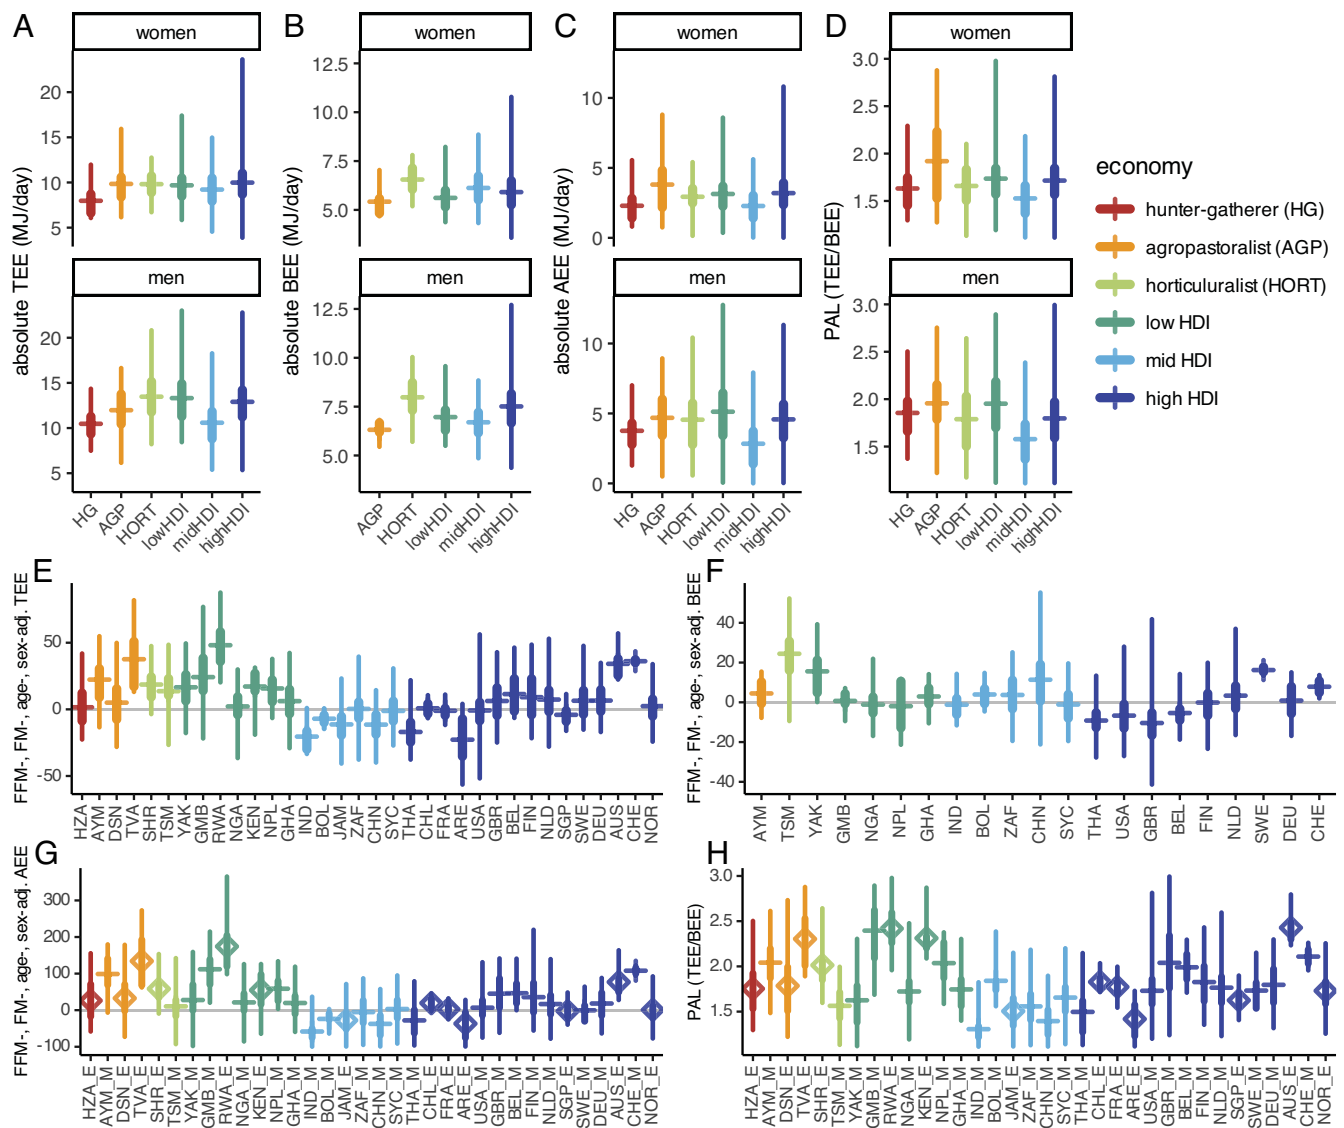 A
B
C
D
women
women
women
women
absolute TEE (MJ/day)
20
15
10
5
absolute BEE (MJ/day)
12.5
10.0
7.5
5.0
absolute AEE (MJ/day)
10
5
0
PAL (TEE/BEE)
3.0
2.5
2.0
1.5
men
men
men
men
20
15
10
5
12.5
10.0
7.5
5.0
10
5
0
3.0
2.5
2.0
1.5
HG AGP HORT lowHDI midHDI highHDI
AGP HORT lowHDI midHDI highHDI
HG AGP HORT lowHDI midHDI highHDI
HG AGP HORT lowHDI midHDI highHDI
economy
hunter-gatherer (HG)
agropastoralist (AGP)
horticuluralist (HORT)
low HDI
mid HDI
high HDI
E
FFM-, FM-, age-, sex-adj. TEE
50
0
-50
HZA AYM DSN TVA SHR TSM YAK GMB RWA NGA KEN NPL GHA IND BOL JAM ZAF CHN SYC THA CHL FRA ARE USA GBR BEL FIN NLD SGP SWE DEU AUS CHE NOR
F
FFM-, FM-, age-, sex-adj. BEE
40
20
0
-20
-40
AYM TSM YAK GMB NGA NPL GHA IND BOL ZAF CHN SYC THA USA GBR BEL FIN NLD SWE DEU CHE
G
FFM-, FM-, age-, sex-adj. AEE
300
200
100
0
-100
HZA_E AYM_M DSN_E TVA_E SHR_E TSM_M YAK_M GMB_M RWA_E NGA_M KEN_E NPL_M GHA_M IND_M BOL_M JAM_E ZAF_M CHN_M SYC_M THA_M CHL_E FRA_E ARE_E USA_M GBR_M BEL_M FIN_M NLD_M SGP_E SWE_M DEU_M AUS_E CHE_M NOR_E
H
PAL (TEE/BEE)
3.0
2.5
2.0
1.5
HZA_E AYM_M DSN_E TVA_E SHR_E TSM_M YAK_M GMB_M RWA_E NGA_M KEN_E NPL_M GHA_M IND_M BOL_M JAM_E ZAF_M CHN_M SYC_M THA_M CHL_E FRA_E ARE_E USA_M GBR_M BEL_M FIN_M NLD_M SGP_E SWE_M DEU_M AUS_E CHE_M NOR_E